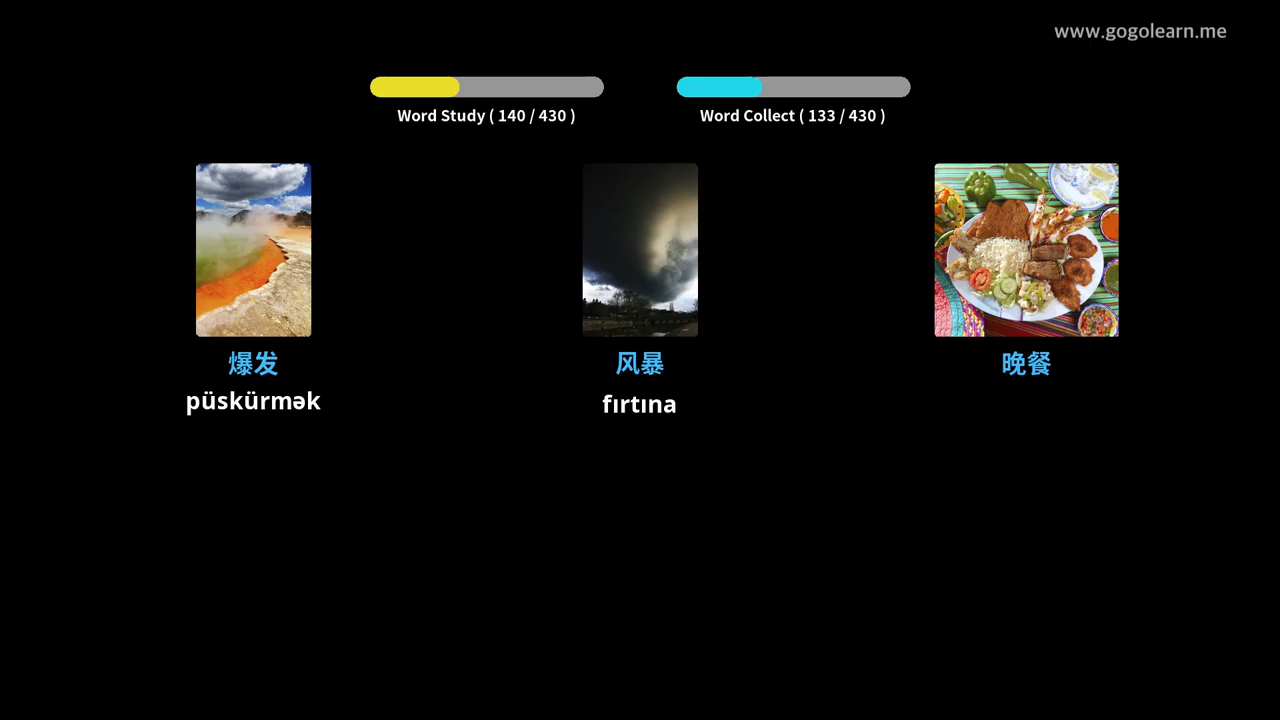 www.gogolearn.me
Word Study ( 140 / 430 )
Word Collect ( 133 / 430 )
爆发
风暴
晚餐
püskürmək
fırtına